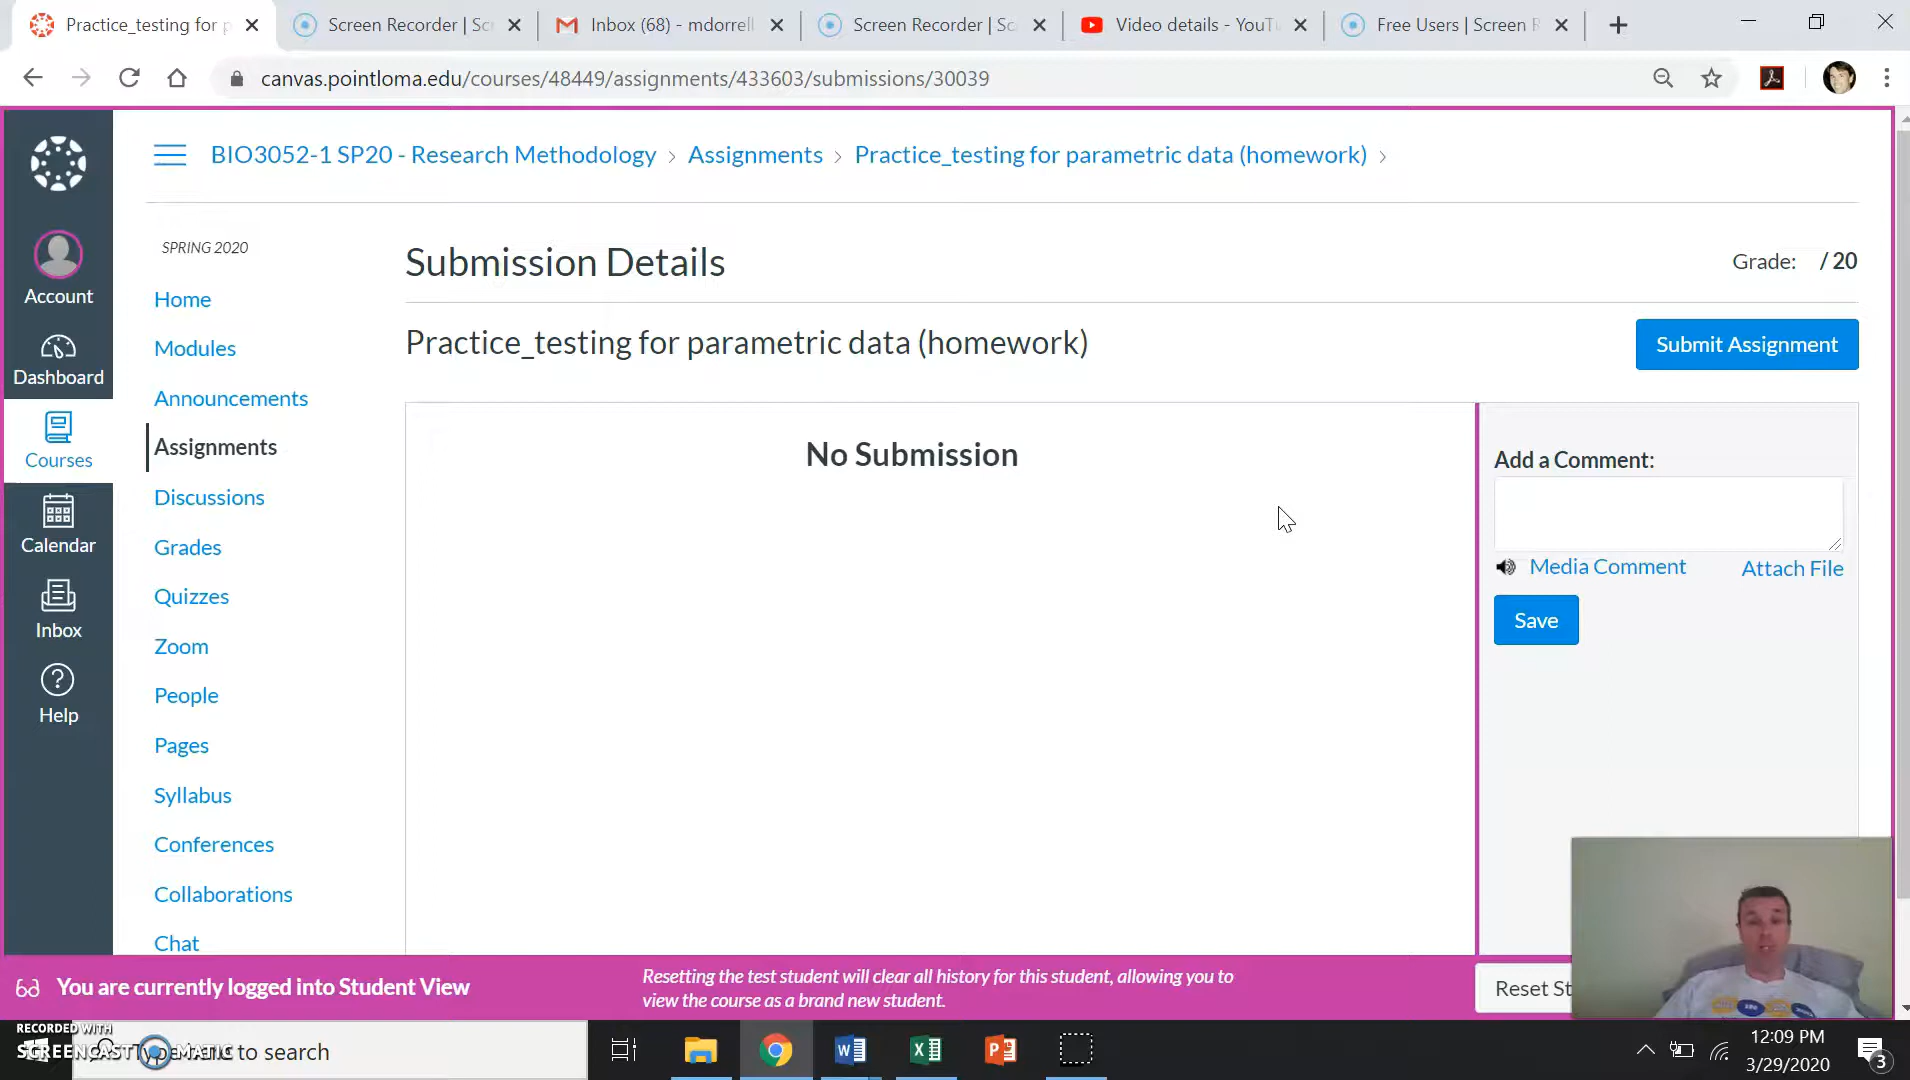 Practice_testing for p
Screen Recorder | Sc
Inbox (68) - mdorrell
Screen Recorder | Sc
Video details - YouTu
Free Users | Screen R
canvas.pointloma.edu/courses/48449/assignments/433603/submissions/30039
BIO3052-1 SP20 - Research Methodology › Assignments › Practice_testing for parametric data (homework) ›
Account
Dashboard
Courses
Calendar
Inbox
Help
SPRING 2020
Home
Modules
Announcements
Assignments
Discussions
Grades
Quizzes
Zoom
People
Pages
Syllabus
Conferences
Collaborations
Chat
Submission Details
Grade: / 20
Practice_testing for parametric data (homework)
Submit Assignment
No Submission
Add a Comment:
Media Comment
Attach File
Save
You are currently logged into Student View
Resetting the test student will clear all history for this student, allowing you to
view the course as a brand new student.
Reset St
RECORDED WITH
SCREENCAST MATIC
Type here to search
12:09 PM
3/29/2020
3